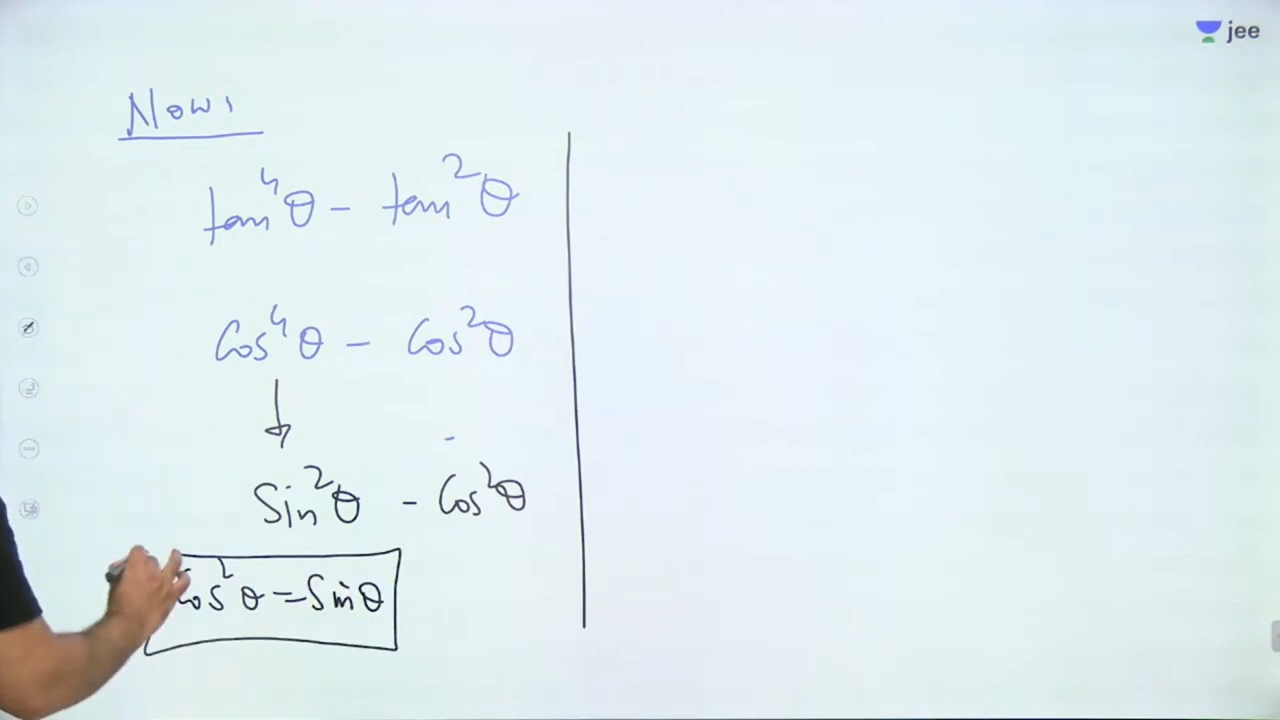 jee
Now,
tan⁴θ - tan²θ
Cos⁴θ - Cos²θ
Sin²θ - Cos²θ
Cos²θ = Sinθ